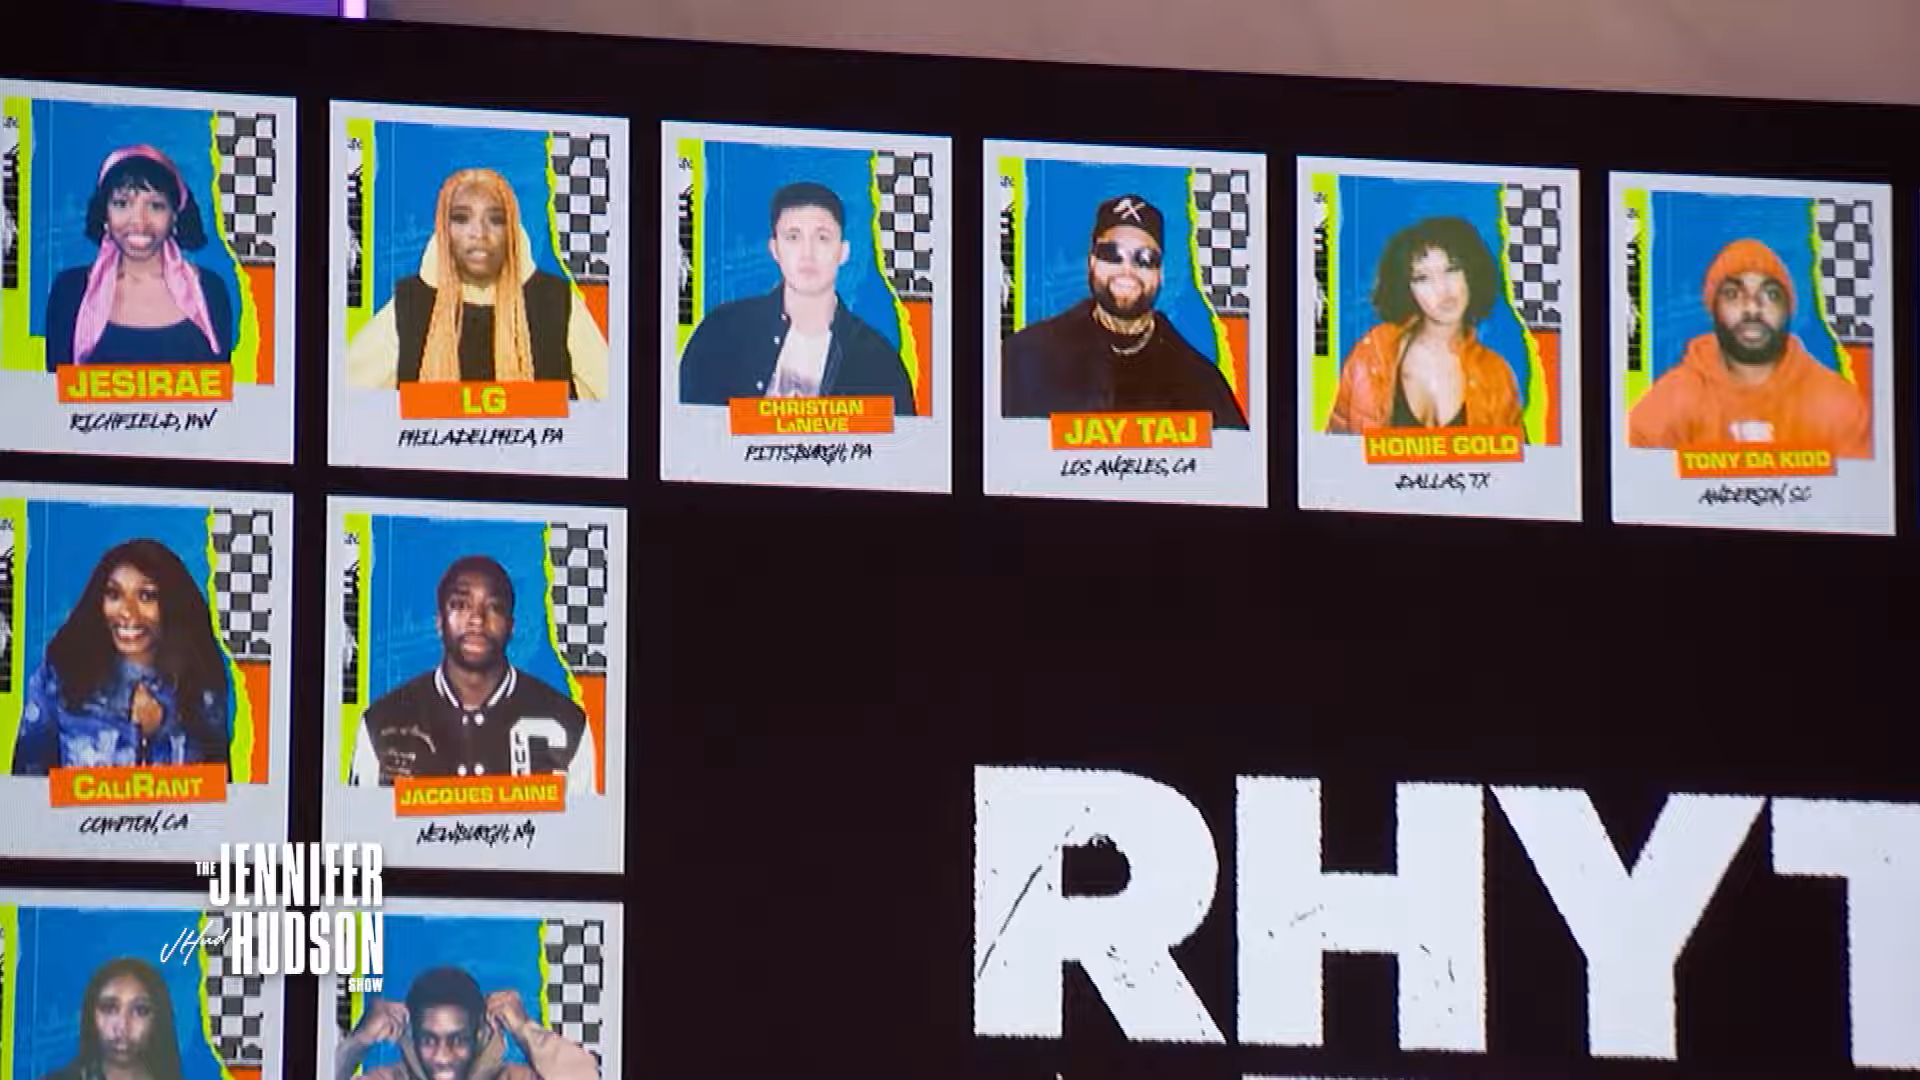 JESIRAE
RICHFIELD, MN
LG
PHILADELPHIA, PA
CHRISTIAN
LaNEVE
PITTSBURGH, PA
JAY TAJ
LOS ANGELES, CA
HONIE GOLD
DALLAS, TX
TONY DA KIDD
ANDERSON, SC
CALIRANT
COMPTON, CA
JACQUES LAINE
NEWBURGH, NY
RHYT
THE JENNIFER
JHud HUDSON
SHOW